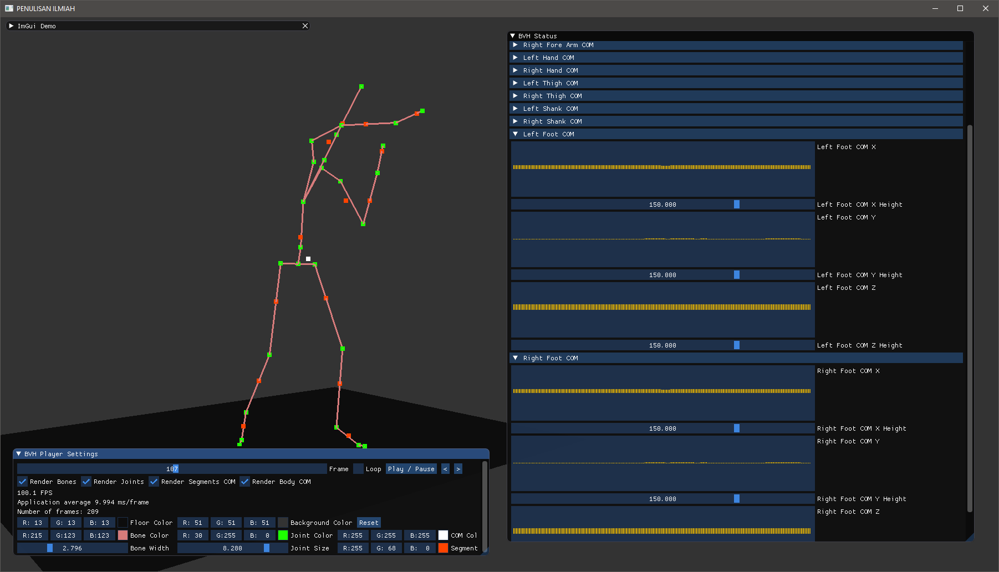 PENULISAN ILMIAH
ImGui Demo
BVH Status
Right Fore Arm COM
Left Hand COM
Right Hand COM
Left Thigh COM
Right Thigh COM
Left Shank COM
Right Shank COM
Left Foot COM
Left Foot COM X
150.000 Left Foot COM X Height
Left Foot COM Y
150.000 Left Foot COM Y Height
Left Foot COM Z
150.000 Left Foot COM Z Height
Right Foot COM
Right Foot COM X
150.000 Right Foot COM X Height
Right Foot COM Y
150.000 Right Foot COM Y Height
Right Foot COM Z
BVH Player Settings
107 Frame Loop Play / Pause < >
Render Bones Render Joints Render Segments COM Render Body COM
100.1 FPS
Application average 9.994 ms/frame
Number of frames: 209
R: 13 G: 13 B: 13 Floor Color R: 51 G: 51 B: 51 Background Color Reset
R:215 G:123 B:123 Bone Color R: 30 G:255 B: 0 Joint Color R:255 G:255 B:255 COM Col
2.796 Bone Width 8.280 Joint Size R:255 G: 68 B: 0 Segment